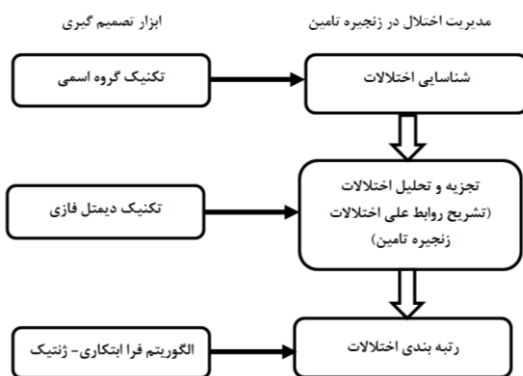 مدیریت اختلال در زنجیره تامین
ابزار تصمیم گیری
شناسایی اختلالات
تکنیک گروه اسمی
تجزیه و تحلیل اختلالات
(تشریح روابط علی اختلالات
زنجیره تامین)
تکنیک دیمتل فازی
رتبه بندی اختلالات
الگوریتم فرا ابتکاری- ژنتیک